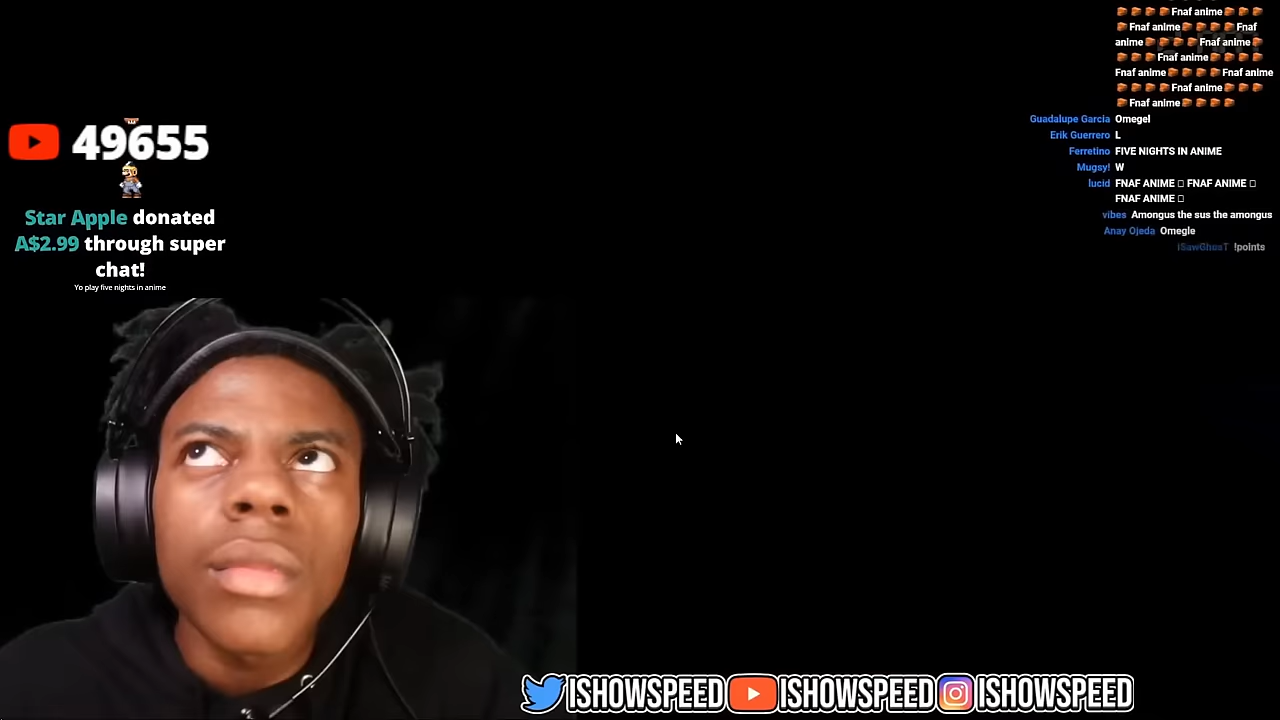 49655
Star Apple donated
A$2.99 through super
chat!
Yo play five nights in anime
Fnaf anime
Fnaf anime Fnaf
anime Fnaf anime
Fnaf anime
Fnaf anime Fnaf anime
Fnaf anime
Fnaf anime
Guadalupe Garcia Omegel
Erik Guerrero L
Ferretino FIVE NIGHTS IN ANIME
Mugsy! W
lucid FNAF ANIME □ FNAF ANIME □
FNAF ANIME □
vibes Amongus the sus the amongus
Anay Ojeda Omegle
iSawGhosT !points
ISHOWSPEED ISHOWSPEED ISHOWSPEED